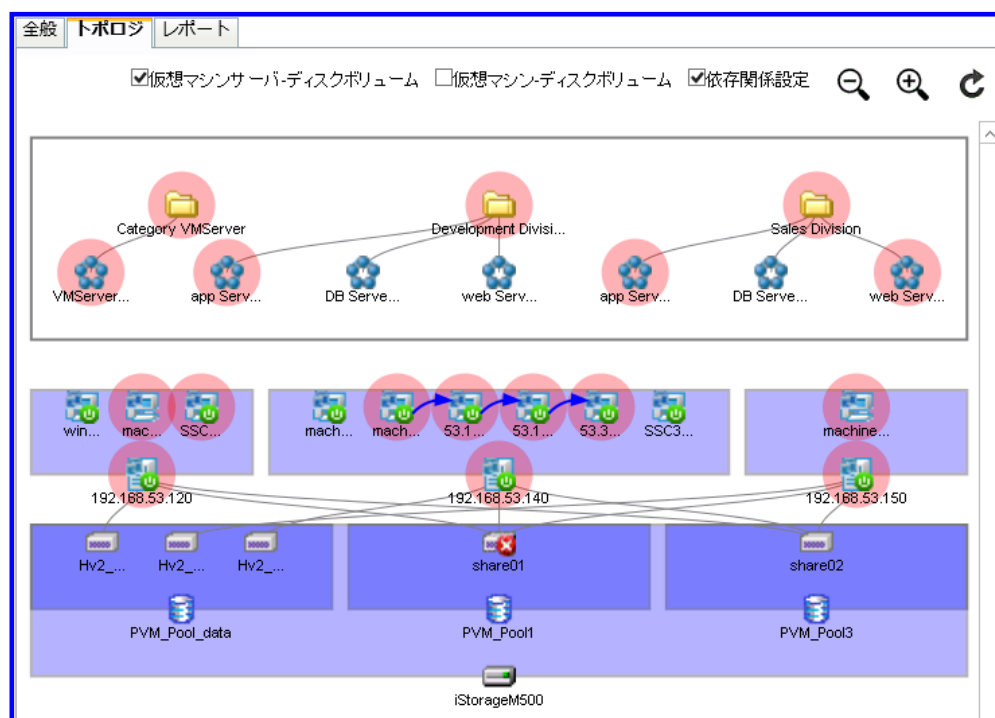 全般 トポロジ レポート
仮想マシンサーバ-ディスクボリューム 仮想マシン-ディスクボリューム 依存関係設定
Category VMServer Development Divisi... Sales Division
VMServer... app Serv... DB Serve... web Serv... app Serv... DB Serve... web Serv...
win... mac... SSC... mach... mach... 53.1... 53.1... 53.3... SSC3... machine...
192.168.53.120 192.168.53.140 192.168.53.150
Hv2_... Hv2_... Hv2_... share01 share02
PVM_Pool_data PVM_Pool1 PVM_Pool3
iStorageM500